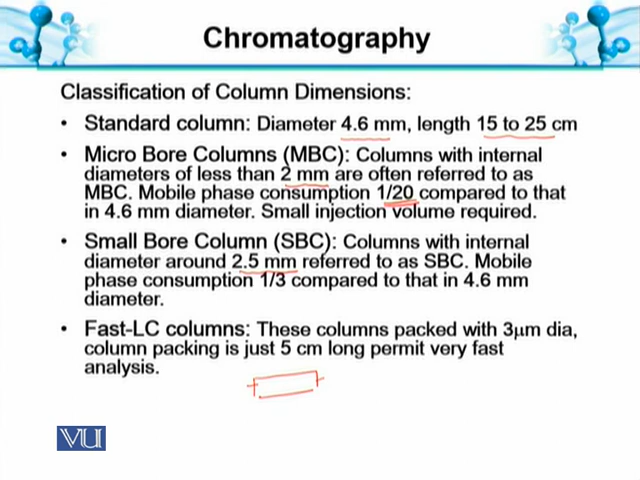 Chromatography
Classification of Column Dimensions:
• Standard column: Diameter 4.6 mm, length 15 to 25 cm
• Micro Bore Columns (MBC): Columns with internal
diameters of less than 2 mm are often referred to as
MBC. Mobile phase consumption 1/20 compared to that
in 4.6 mm diameter. Small injection volume required.
• Small Bore Column (SBC): Columns with internal
diameter around 2.5 mm referred to as SBC. Mobile
phase consumption 1/3 compared to that in 4.6 mm
diameter.
• Fast-LC columns: These columns packed with 3μm dia,
column packing is just 5 cm long permit very fast
analysis.
VU